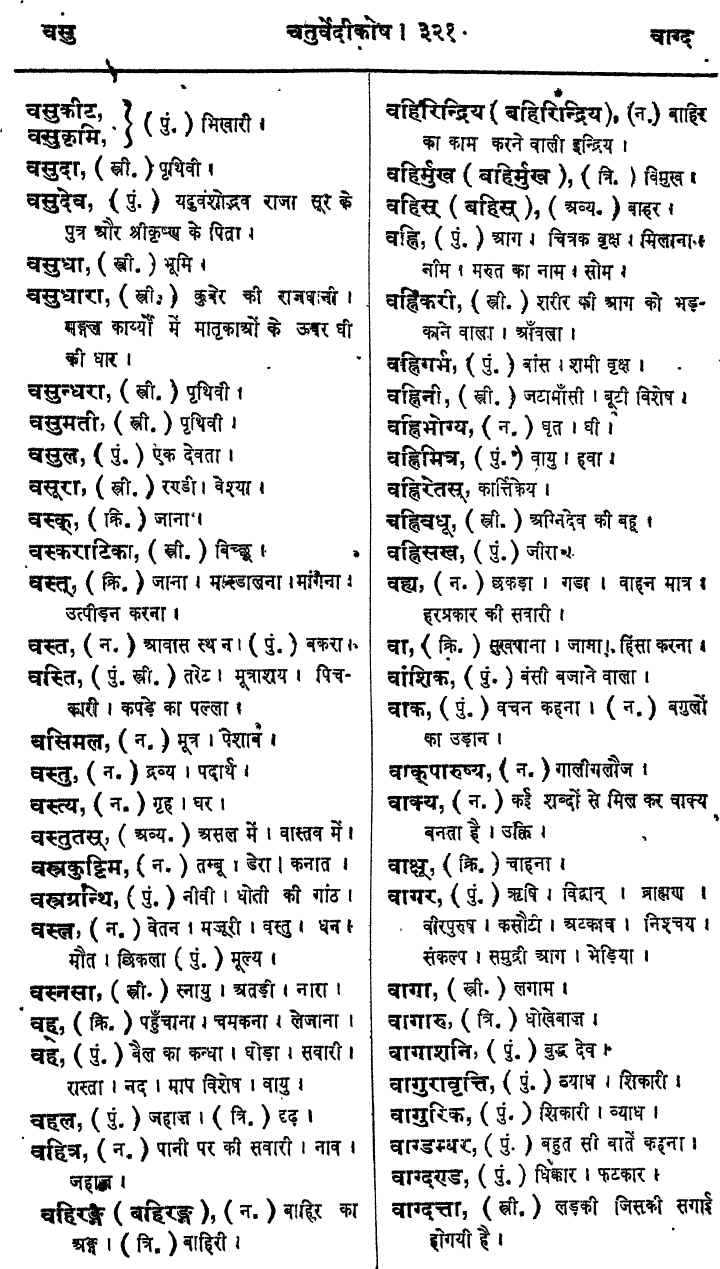 वसु चतुर्वेदीकोष। ३२१ वाग्द
वसुकीट,
वसुकृमि, } (पुं.) भिखारी ।
वसुदा, (स्त्री.) पृथिवी ।
वसुदेव, (पुं.) यदुवंशोद्भव राजा सूर के
पुत्र और श्रीकृष्ण के पिता ।
वसुधा, (स्त्री.) भूमि ।
वसुधारा, (स्त्री.) कुबेर की राजधानी ।
मङ्गल कार्य्यों में मातृकाओं के ऊपर घी
की धार ।
वसुन्धरा, (स्त्री.) पृथिवी ।
वसुमती, (स्त्री.) पृथिवी ।
वसुल, (पुं.) एक देवता ।
वसूरा, (स्त्री.) रण्डी। वेश्या ।
वस्क्, (क्रि.) जाना ।
वस्कराटिका, (स्त्री.) बिच्छू ।
वस्त्, (क्रि.) जाना । मारडालना । मांगना ।
उत्पीड़न करना ।
वस्त, (न.) आवास स्थन । (पुं.) बकरा ।
वस्ति, (पुं. स्त्री.) तरेट । मूत्राशय । पिच-
कारी । कपड़े का पल्ला ।
वसिमल, (न.) मूत्र । पेशाब ।
वस्तु, (न.) द्रव्य । पदार्थ ।
वस्त्य, (न.) गृह । घर ।
वस्तुतस्, (अव्य.) असल में । वास्तव में ।
वस्त्रकुट्टिम, (न.) तम्बू । डेरा । कनात ।
वस्त्रग्रन्थि, (पुं.) नीवी । धोती की गांठ ।
वस्न, (न.) वेतन । मजूरी । वस्तु । धन ।
मौत । छिकला (पुं.) मूल्य ।
वस्नसा, (स्त्री.) स्नायु । अतड़ी । नारा ।
वह्, (क्रि.) पहुँचाना । चमकना । लेजाना ।
वह, (पुं.) बैल का कन्धा । घोड़ा । सवारी ।
रास्ता । नद । माप विशेष । वायु ।
वहल, (पुं.) जहाज़ । (त्रि.) दृढ़ ।
वहित्र, (न.) पानी पर की सवारी । नाव ।
जहाज़ ।
वहिरङ्ग (बहिरङ्ग), (न.) बाहिर का
अङ्ग । (त्रि.) बाहिरी ।
वहिरिन्द्रिय (बहिरिन्द्रिय), (न.) बाहिर
का काम करने वाली इन्द्रिय ।
वहिर्मुख (बहिर्मुख), (त्रि.) विमुख ।
वहिस् (बहिस्), (अव्य.) बाहर ।
वह्नि, (पुं.) आग । चित्रक वृक्ष । मिलाना ।
नीम । मरुत का नाम । सोम ।
वह्निकरी, (स्त्री.) शरीर की आग को भड़-
काने वाला । आँवला ।
वह्निगर्भ, (पुं.) बांस । शमी वृक्ष ।
वह्निनी, (स्त्री.) जटामाँसी । बूटी विशेष ।
वह्निभोग्य, (न.) घृत । घी ।
वह्निमित्र, (पुं.) वायु । हवा ।
वह्निरेतस्, कार्त्तिकेय ।
वह्निवधू, (स्त्री.) अग्निदेव की बहू ।
वह्निसख, (पुं.) जीरा ।
वह्य, (न.) छकड़ा । गडा । वाहन मात्र ।
हरप्रकार की सवारी ।
वा, (क्रि.) सुखपाना । जाना । हिंसा करना ।
वांशिक, (पुं.) बंसी बजाने वाला ।
वाक, (पुं.) वचन कहना । (न.) बगुलों
का उड़ान ।
वाक्पारुष्य, (न.) गालीगलौज ।
वाक्य, (न.) कई शब्दों से मिल कर वाक्य
बनता है । उक्ति ।
वाक्षू, (क्रि.) चाहना ।
वागर, (पुं.) ऋषि । विद्वान् । ब्राह्मण ।
वीरपुरुष । कसौटी । अटकाव । निश्चय ।
संकल्प । समुद्री आग । भेड़िया ।
वागा, (स्त्री.) लगाम ।
वागारु, (त्रि.) धोखेबाज़ ।
वागाशनि, (पुं.) बुद्ध देव ।
वागुरावृत्ति, (पुं.) व्याध । शिकारी ।
वागुरिक, (पुं.) शिकारी । व्याध ।
वाग्डम्बर, (पुं.) बहुत सी बातें कहना ।
वाग्दण्ड, (पुं.) धिक्कार । फटकार ।
वाग्दत्ता, (स्त्री.) लड़की जिसकी सगाई
होगयी है ।